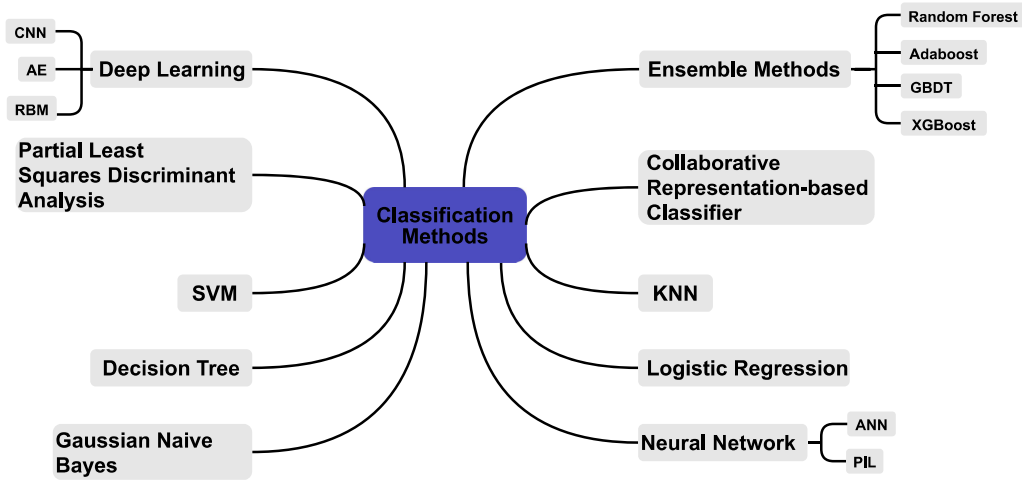 CNN
AE
RBM
Deep Learning
Partial Least
Squares Discriminant
Analysis
SVM
Decision Tree
Gaussian Naive
Bayes
Classification
Methods
Ensemble Methods
Random Forest
Adaboost
GBDT
XGBoost
Collaborative
Representation-based
Classifier
KNN
Logistic Regression
Neural Network
ANN
PIL